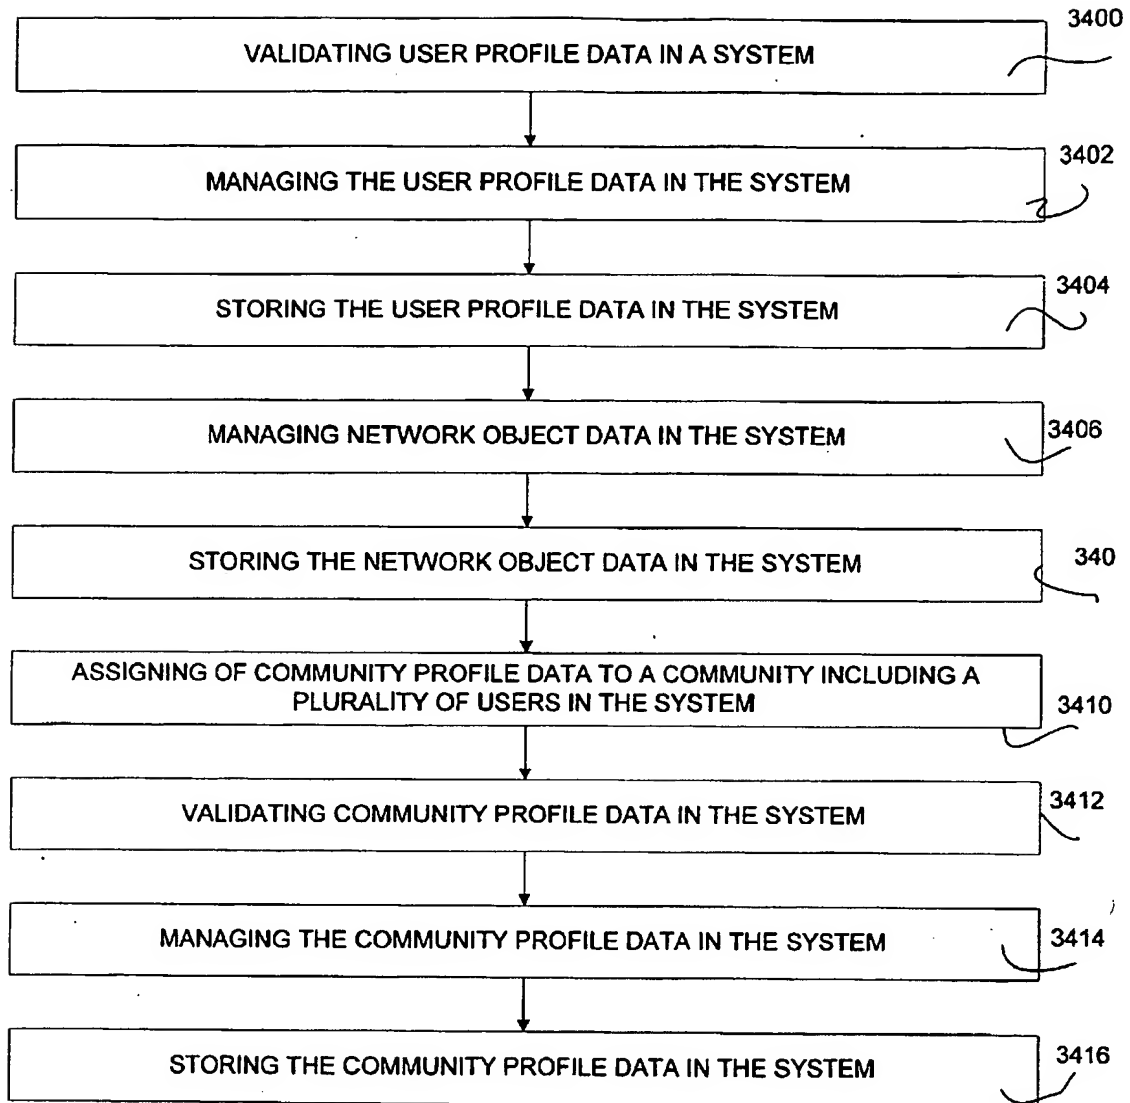 3400
VALIDATING USER PROFILE DATA IN A SYSTEM
3402
MANAGING THE USER PROFILE DATA IN THE SYSTEM
3404
STORING THE USER PROFILE DATA IN THE SYSTEM
MANAGING NETWORK OBJECT DATA IN THE SYSTEM
3406
STORING THE NETWORK OBJECT DATA IN THE SYSTEM
340
ASSIGNING OF COMMUNITY PROFILE DATA TO A COMMUNITY INCLUDING A
PLURALITY OF USERS IN THE SYSTEM
3410
VALIDATING COMMUNITY PROFILE DATA IN THE SYSTEM
3412
MANAGING THE COMMUNITY PROFILE DATA IN THE SYSTEM
3414
STORING THE COMMUNITY PROFILE DATA IN THE SYSTEM
3416